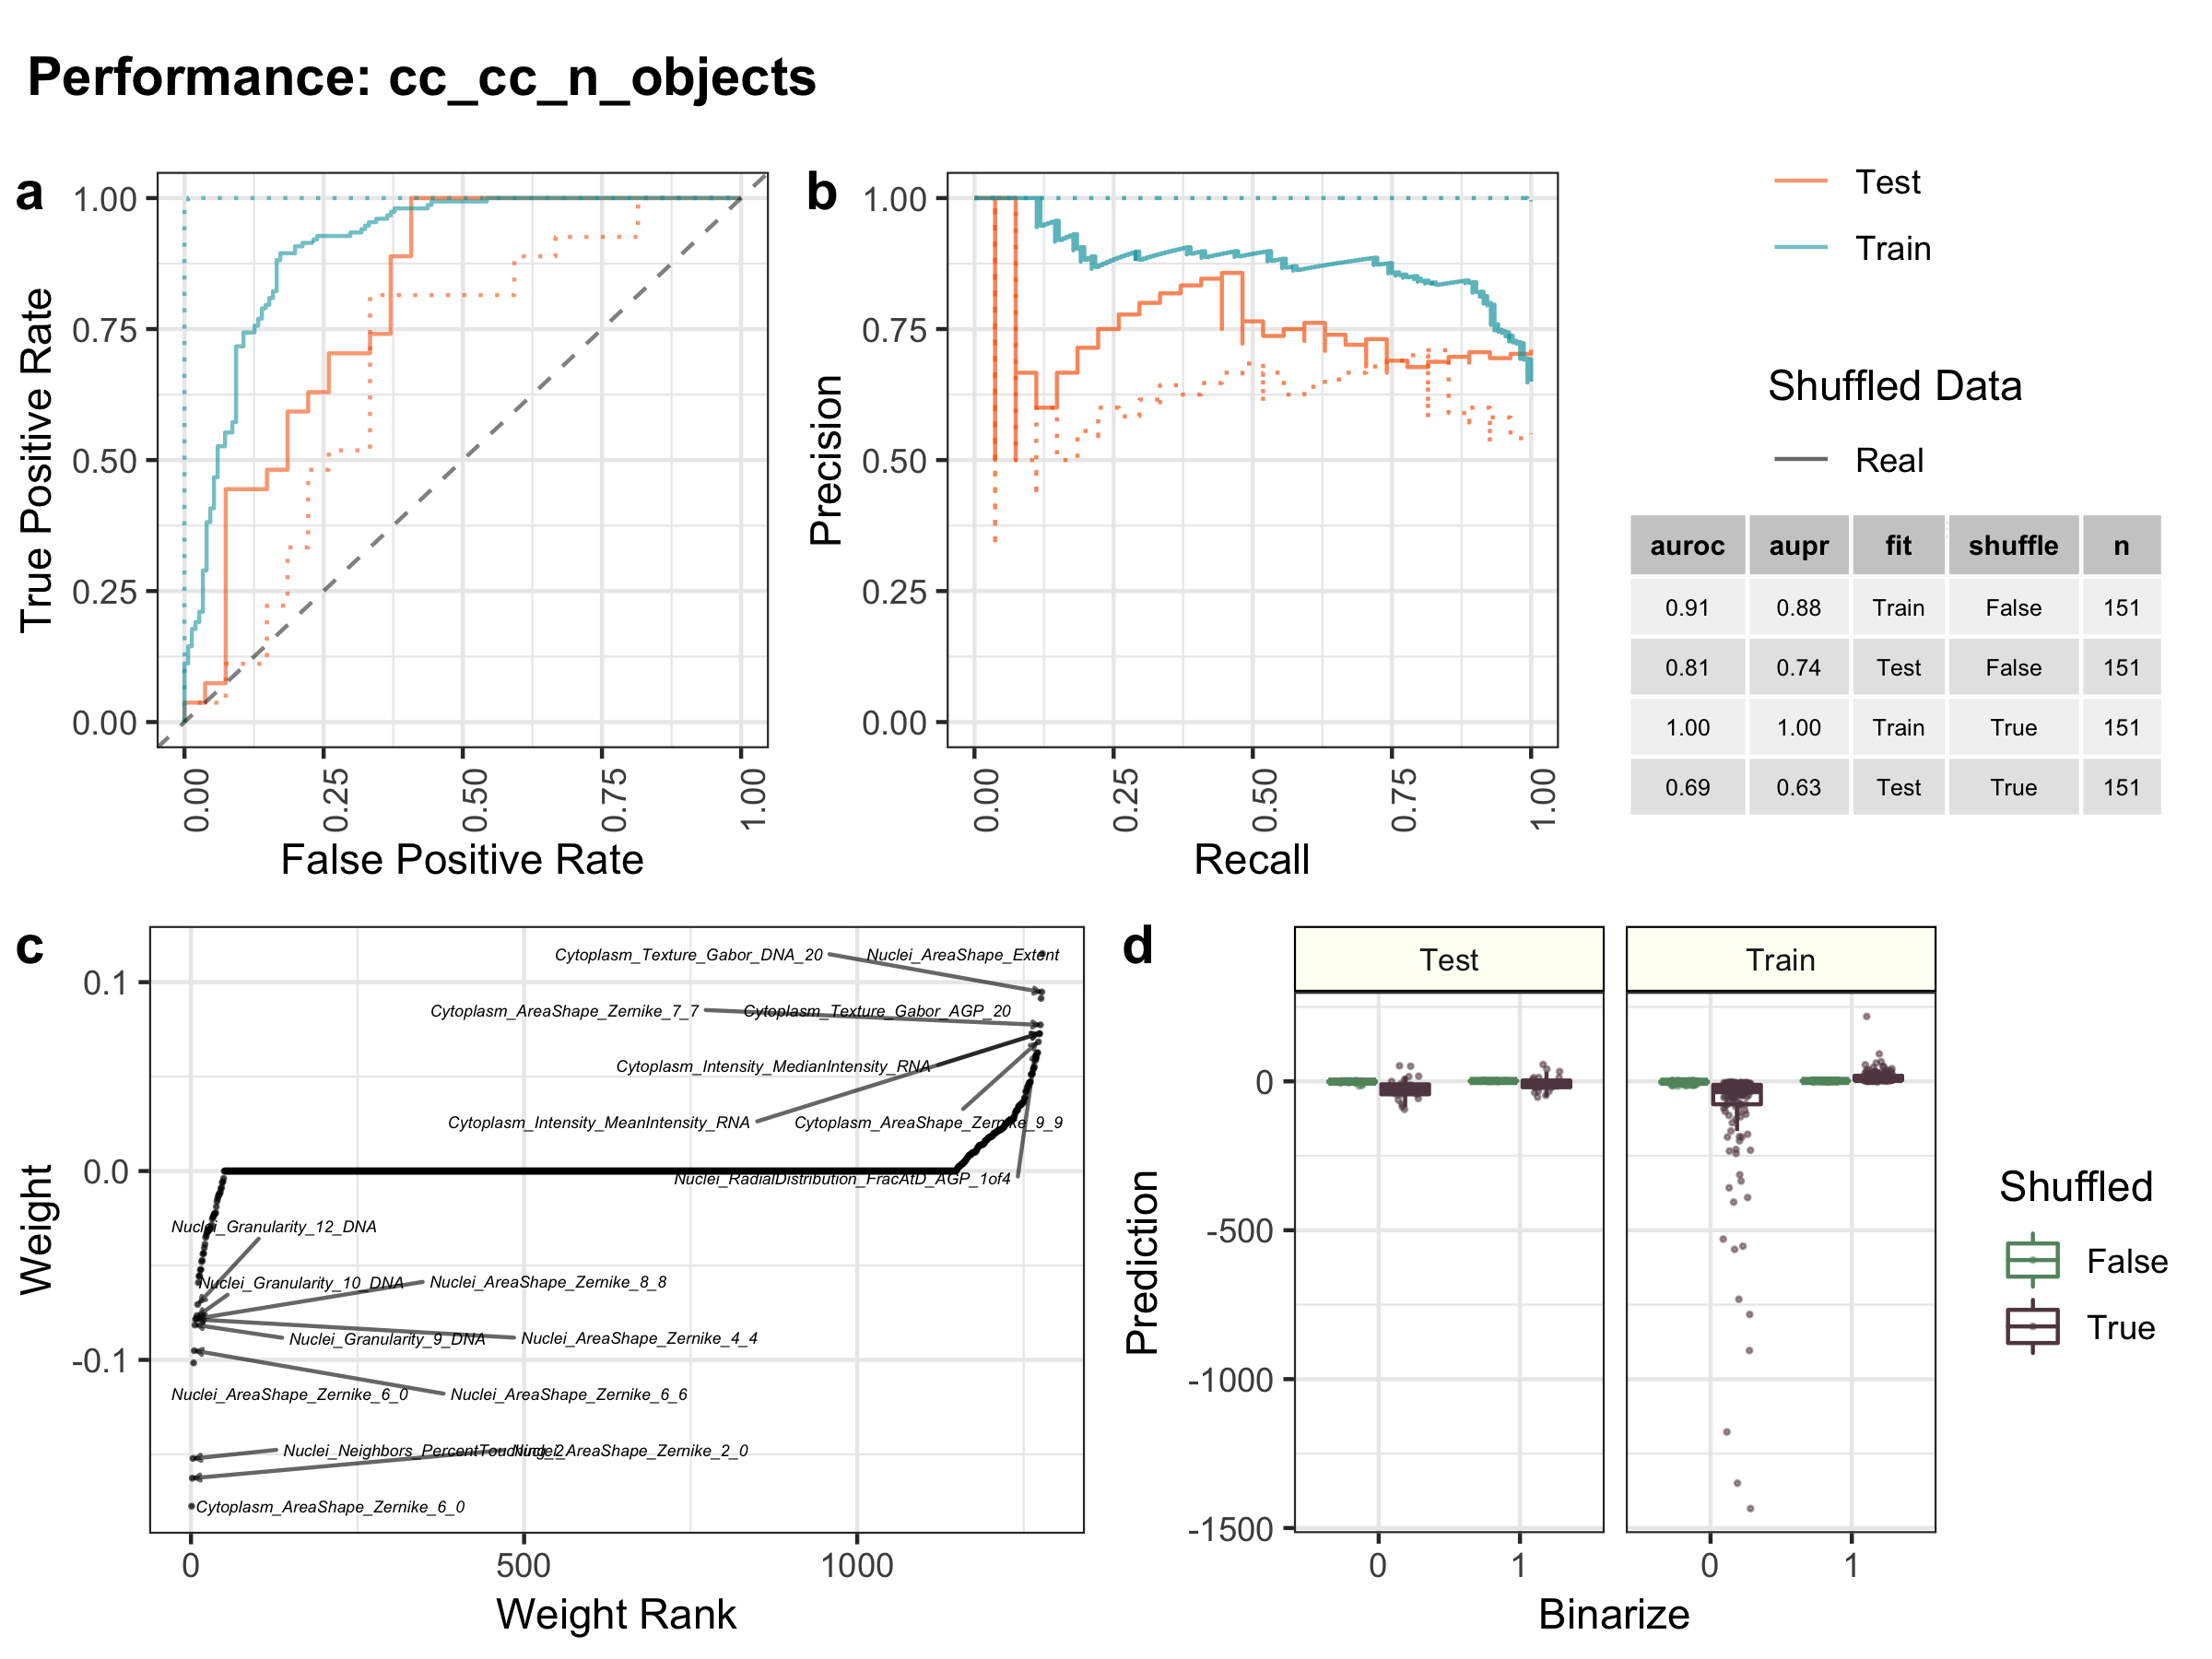 Performance: cc_cc_n_objects
a
1.00
0.75
0.50
0.25
0.00
True Positive Rate
0.00
0.25
0.50
0.75
1.00
False Positive Rate
b
1.00
0.75
0.50
0.25
0.00
Precision
0.00
0.25
0.50
0.75
1.00
Recall
Test
Train
Shuffled Data
Real
auroc aupr fit shuffle n
0.91 0.88 Train False 151
0.81 0.74 Test False 151
1.00 1.00 Train True 151
0.69 0.63 Test True 151
c
0.1
0.0
-0.1
Weight
Cytoplasm_Texture_Gabor_DNA_20
Nuclei_AreaShape_Extent
Cytoplasm_AreaShape_Zernike_7_7
Cytoplasm_Texture_Gabor_AGP_20
Cytoplasm_Intensity_MedianIntensity_RNA
Cytoplasm_Intensity_MeanIntensity_RNA
Cytoplasm_AreaShape_Zernike_9_9
Nuclei_RadialDistribution_FracAtD_AGP_1of4
Nuclei_Granularity_12_DNA
Nuclei_Granularity_10_DNA
Nuclei_AreaShape_Zernike_8_8
Nuclei_Granularity_9_DNA
Nuclei_AreaShape_Zernike_4_4
Nuclei_AreaShape_Zernike_6_0
Nuclei_AreaShape_Zernike_6_6
Nuclei_Neighbors_PercentTouching_2
Nuclei_AreaShape_Zernike_2_0
Cytoplasm_AreaShape_Zernike_6_0
0
500
1000
Weight Rank
d
Test
Train
0
-500
-1000
-1500
Prediction
0
1
0
1
Binarize
Shuffled
False
True